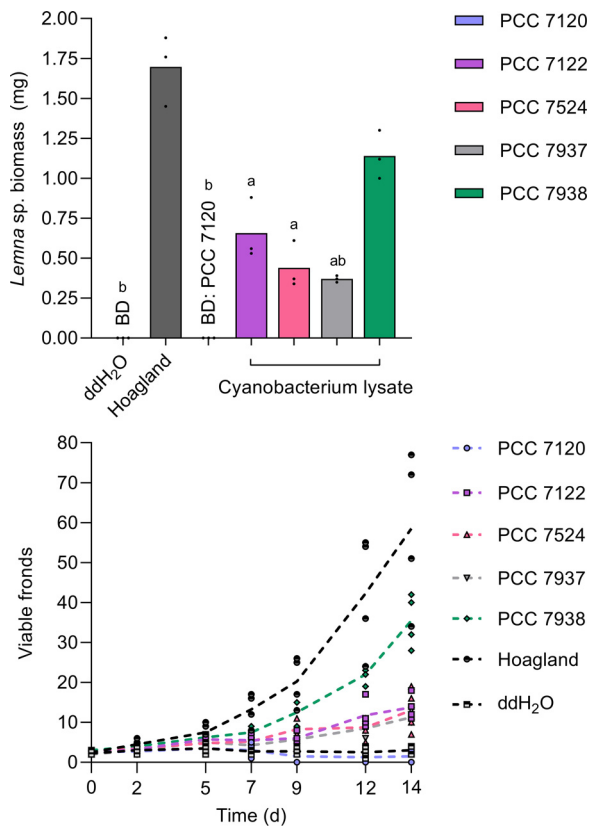 2.00
1.75
1.50
1.25
1.00
0.75
0.50
0.25
0.00
Lemna sp. biomass (mg)
b
BD
b
BD: PCC 7120
a
a
ab
ddH₂O
Hoagland
Cyanobacterium lysate
PCC 7120
PCC 7122
PCC 7524
PCC 7937
PCC 7938
80
70
60
50
40
30
20
10
0
Viable fronds
0 2 5 7 9 12 14
Time (d)
PCC 7120
PCC 7122
PCC 7524
PCC 7937
PCC 7938
Hoagland
ddH₂O